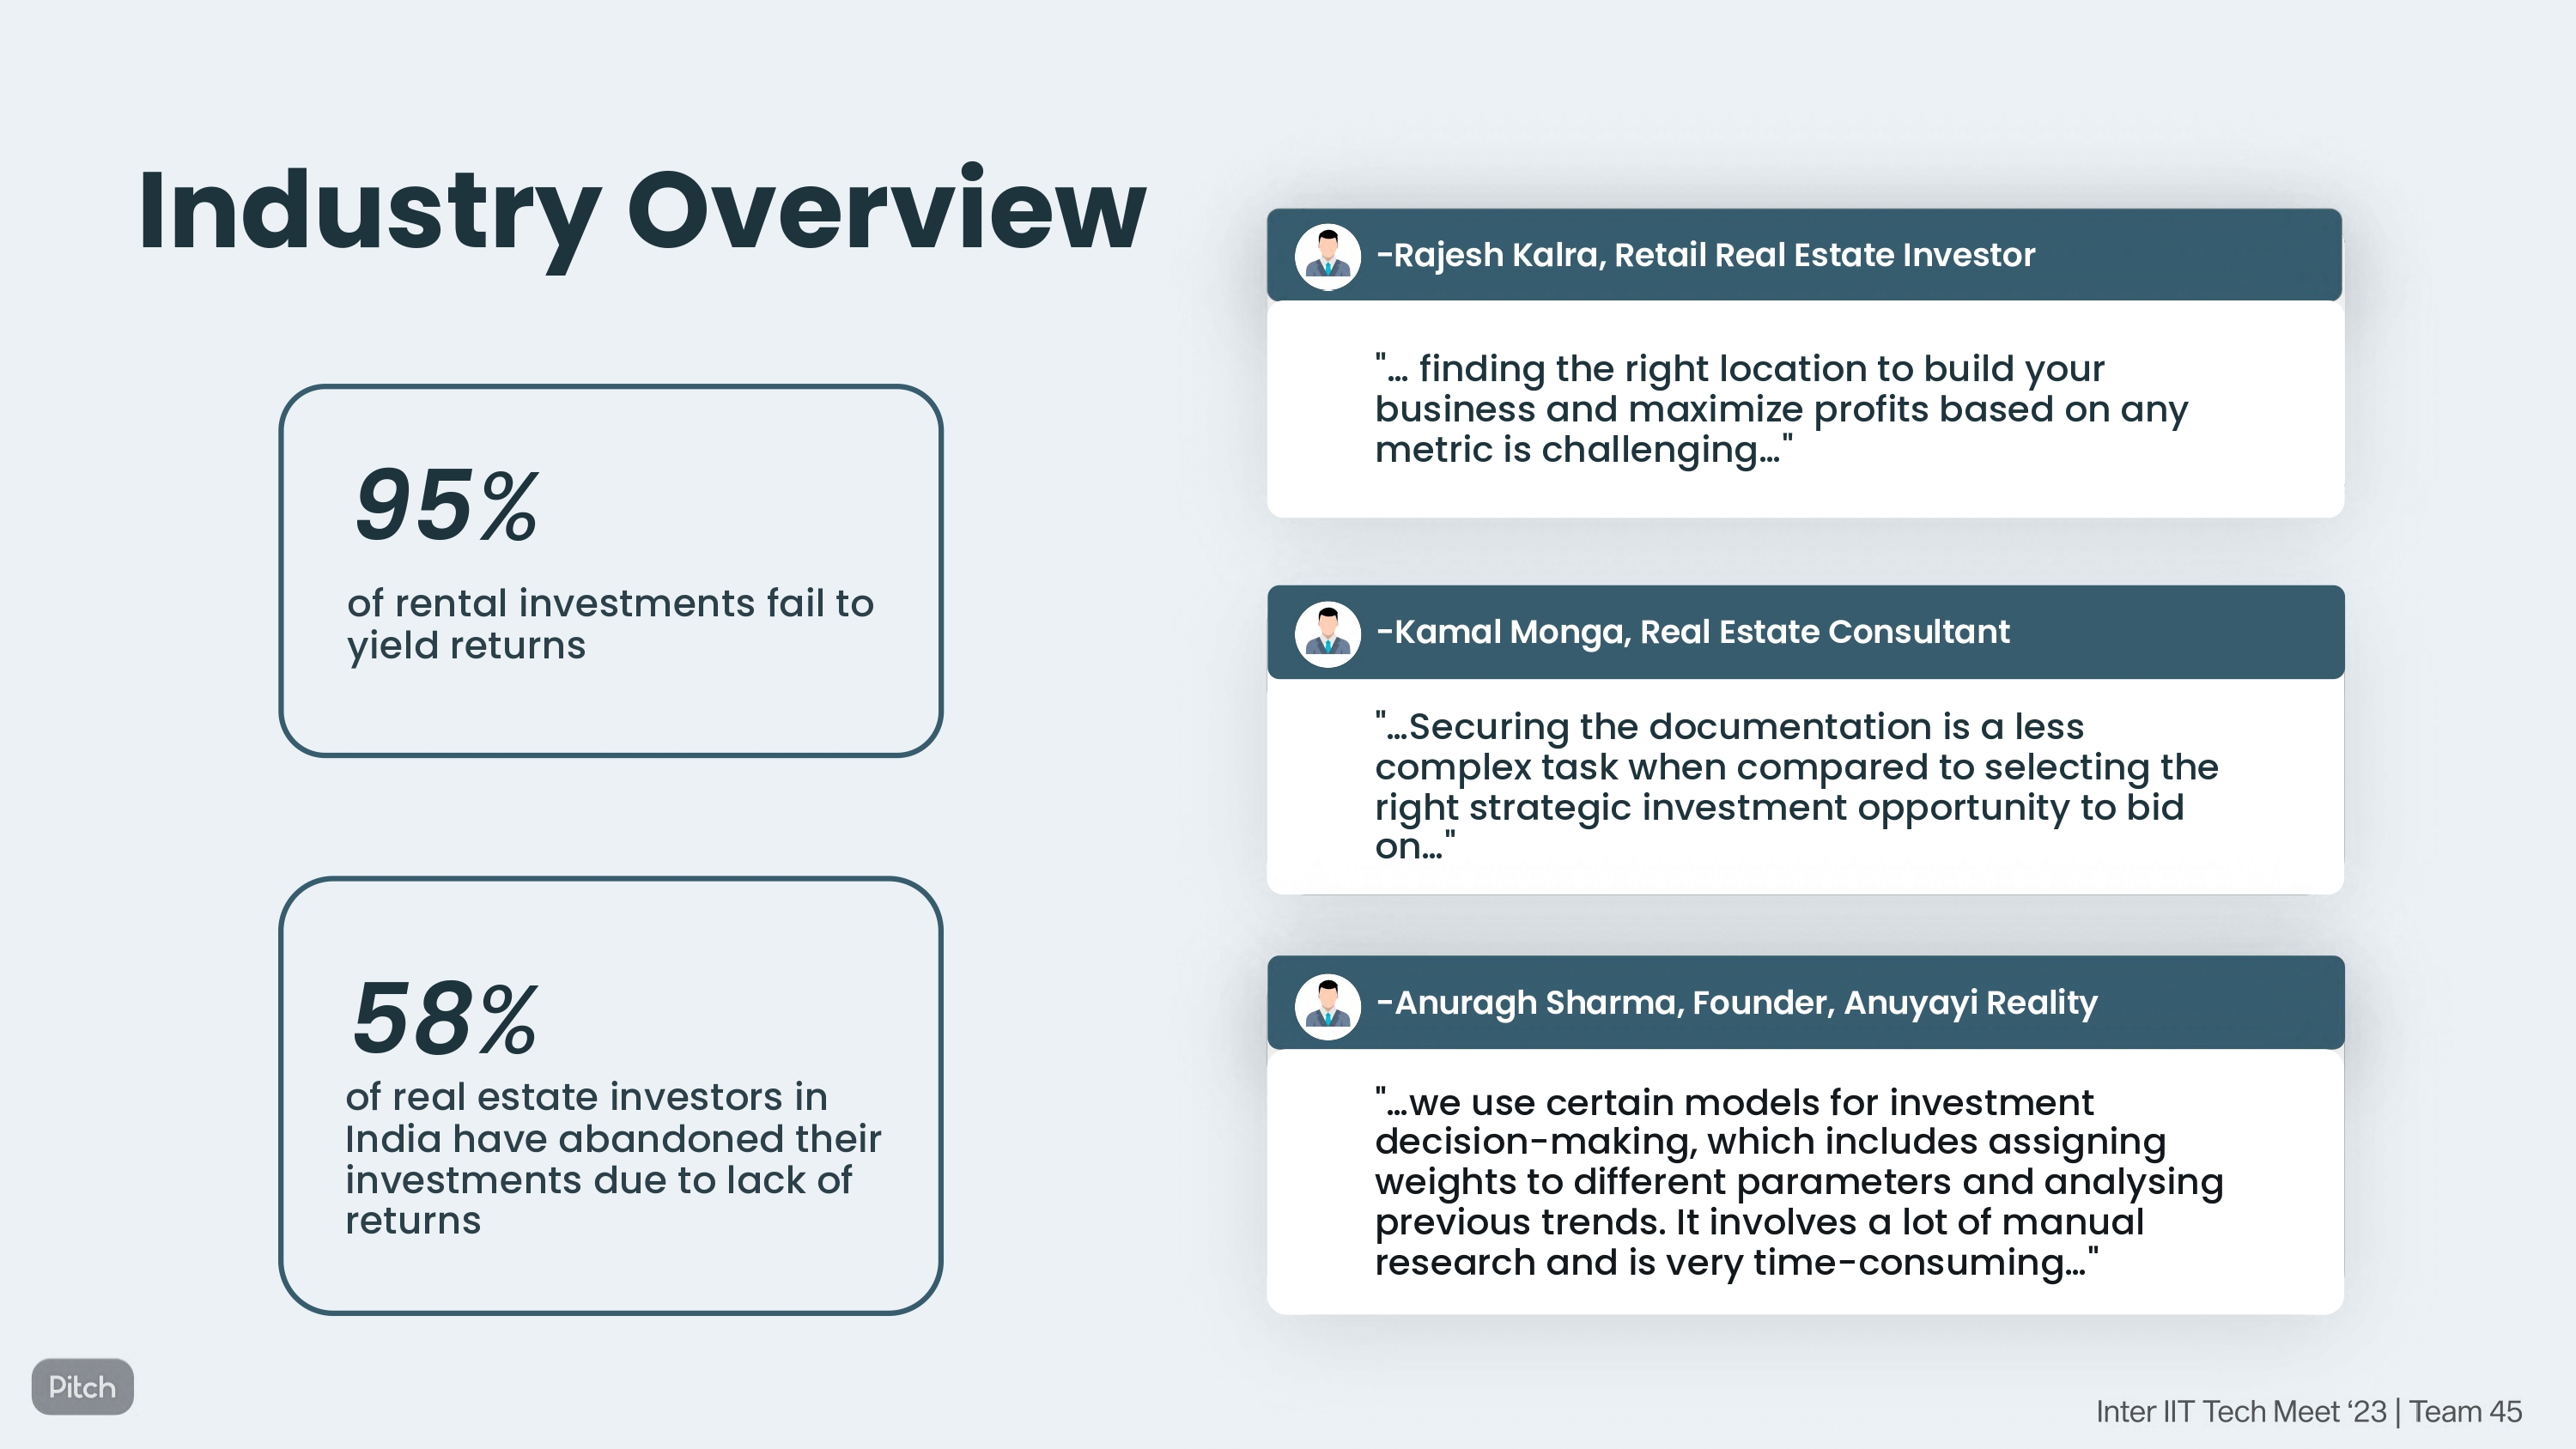 Industry Overview
95%
of rental investments fail to
yield returns
58%
of real estate investors in
India have abandoned their
investments due to lack of
returns
-Rajesh Kalra, Retail Real Estate Investor
"... finding the right location to build your
business and maximize profits based on any
metric is challenging..."
-Kamal Monga, Real Estate Consultant
"...Securing the documentation is a less
complex task when compared to selecting the
right strategic investment opportunity to bid
on..."
-Anuragh Sharma, Founder, Anuyayi Reality
"...we use certain models for investment
decision-making, which includes assigning
weights to different parameters and analysing
previous trends. It involves a lot of manual
research and is very time-consuming..."
Pitch
Inter IIT Tech Meet ‘23 | Team 45